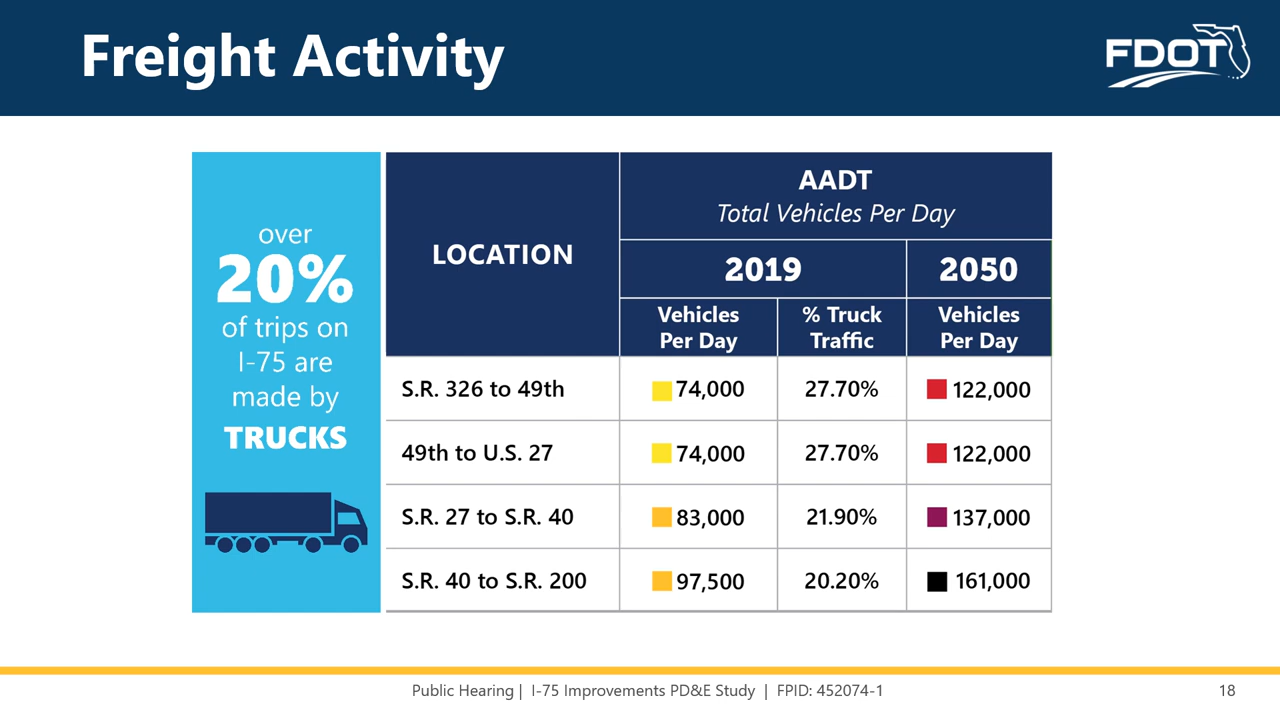 Freight Activity
FDOT
over
20%
of trips on
I-75 are
made by
TRUCKS
LOCATION
AADT
Total Vehicles Per Day
2019
2050
Vehicles
Per Day
% Truck
Traffic
Vehicles
Per Day
S.R. 326 to 49th 74,000 27.70% 122,000
49th to U.S. 27 74,000 27.70% 122,000
S.R. 27 to S.R. 40 83,000 21.90% 137,000
S.R. 40 to S.R. 200 97,500 20.20% 161,000
Public Hearing | I-75 Improvements PD&E Study | FPID: 452074-1
18